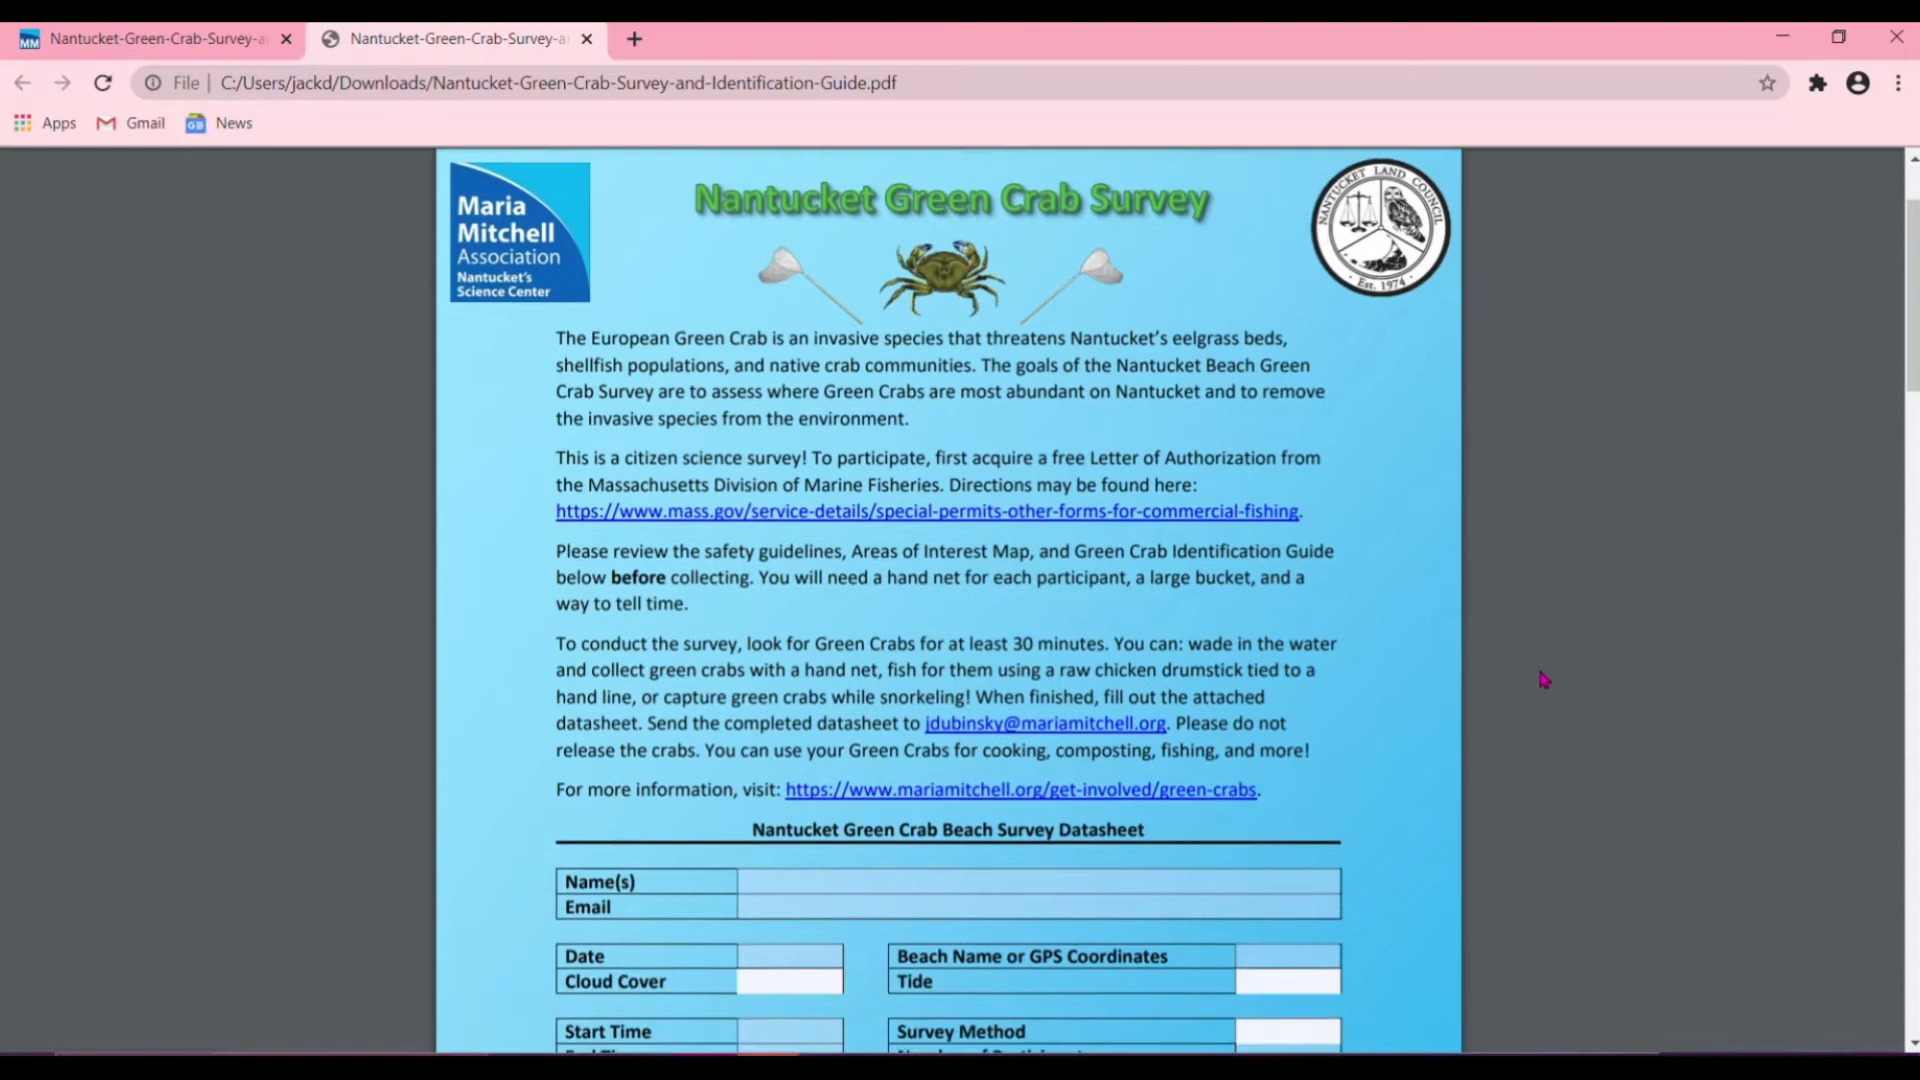 Nantucket-Green-Crab-Survey-a
Nantucket-Green-Crab-Survey-a
File
C:/Users/jackd/Downloads/Nantucket-Green-Crab-Survey-and-Identification-Guide.pdf
Apps
Gmail
News
Maria
Mitchell
Association
Nantucket's
Science Center
Nantucket Green Crab Survey
NANTUCKET LAND COUNCIL
Est. 1974
The European Green Crab is an invasive species that threatens Nantucket’s eelgrass beds,
shellfish populations, and native crab communities. The goals of the Nantucket Beach Green
Crab Survey are to assess where Green Crabs are most abundant on Nantucket and to remove
the invasive species from the environment.
This is a citizen science survey! To participate, first acquire a free Letter of Authorization from
the Massachusetts Division of Marine Fisheries. Directions may be found here:
https://www.mass.gov/service-details/special-permits-other-forms-for-commercial-fishing.
Please review the safety guidelines, Areas of Interest Map, and Green Crab Identification Guide
below before collecting. You will need a hand net for each participant, a large bucket, and a
way to tell time.
To conduct the survey, look for Green Crabs for at least 30 minutes. You can: wade in the water
and collect green crabs with a hand net, fish for them using a raw chicken drumstick tied to a
hand line, or capture green crabs while snorkeling! When finished, fill out the attached
datasheet. Send the completed datasheet to jdubinsky@mariamitchell.org. Please do not
release the crabs. You can use your Green Crabs for cooking, composting, fishing, and more!
For more information, visit: https://www.mariamitchell.org/get-involved/green-crabs.
Nantucket Green Crab Beach Survey Datasheet
Name(s)
Email
Date
Cloud Cover
Beach Name or GPS Coordinates
Tide
Start Time
Survey Method